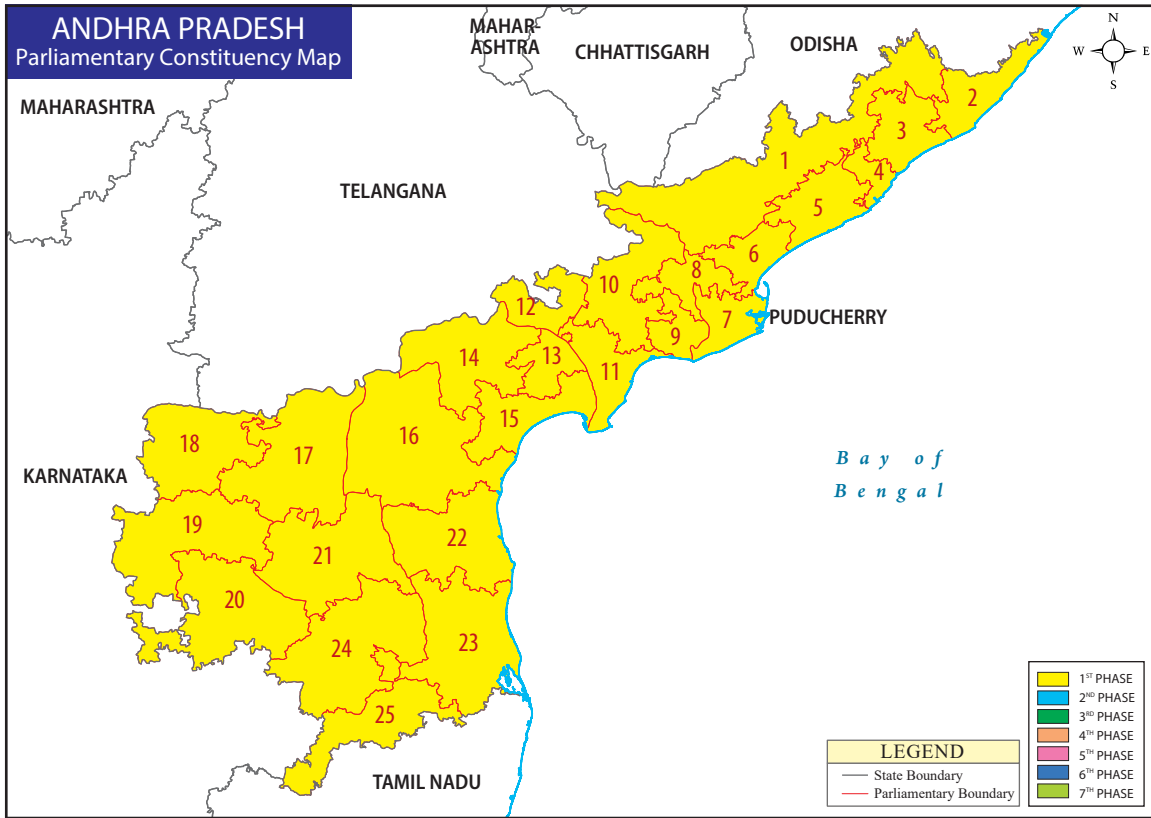 ANDHRA PRADESH
Parliamentary Constituency Map
MAHAR-
ASHTRA
CHHATTISGARH
ODISHA
N
W
E
S
MAHARASHTRA
TELANGANA
1
2
3
4
5
6
8
10
12
7
PUDUCHERRY
9
13
14
11
15
16
18
17
KARNATAKA
Bay of
Bengal
19
21
22
20
24
23
25
TAMIL NADU
LEGEND
State Boundary
Parliamentary Boundary
1ST PHASE
2ND PHASE
3RD PHASE
4TH PHASE
5TH PHASE
6TH PHASE
7TH PHASE